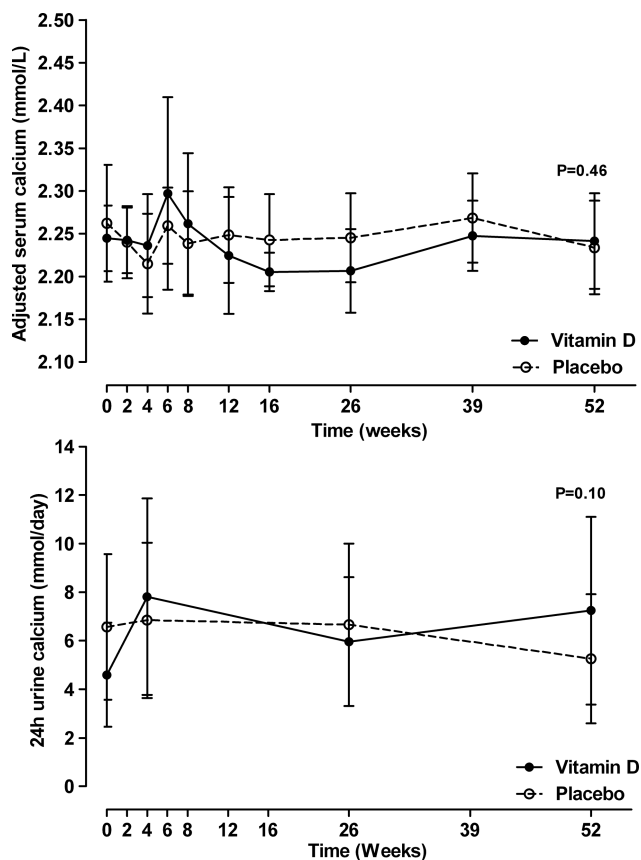 Adjusted serum calcium (mmol/L)
2.50
2.40
2.35
2.30
2.25
2.20
2.15
2.10
P=0.46
Vitamin D
Placebo
0 2 4 6 8 12 16 26 39 52
Time (weeks)
24h urine calcium (mmol/day)
14
12
10
8
6
4
2
0
P=0.10
Vitamin D
Placebo
0 2 4 6 8 12 16 26 39 52
Time (Weeks)